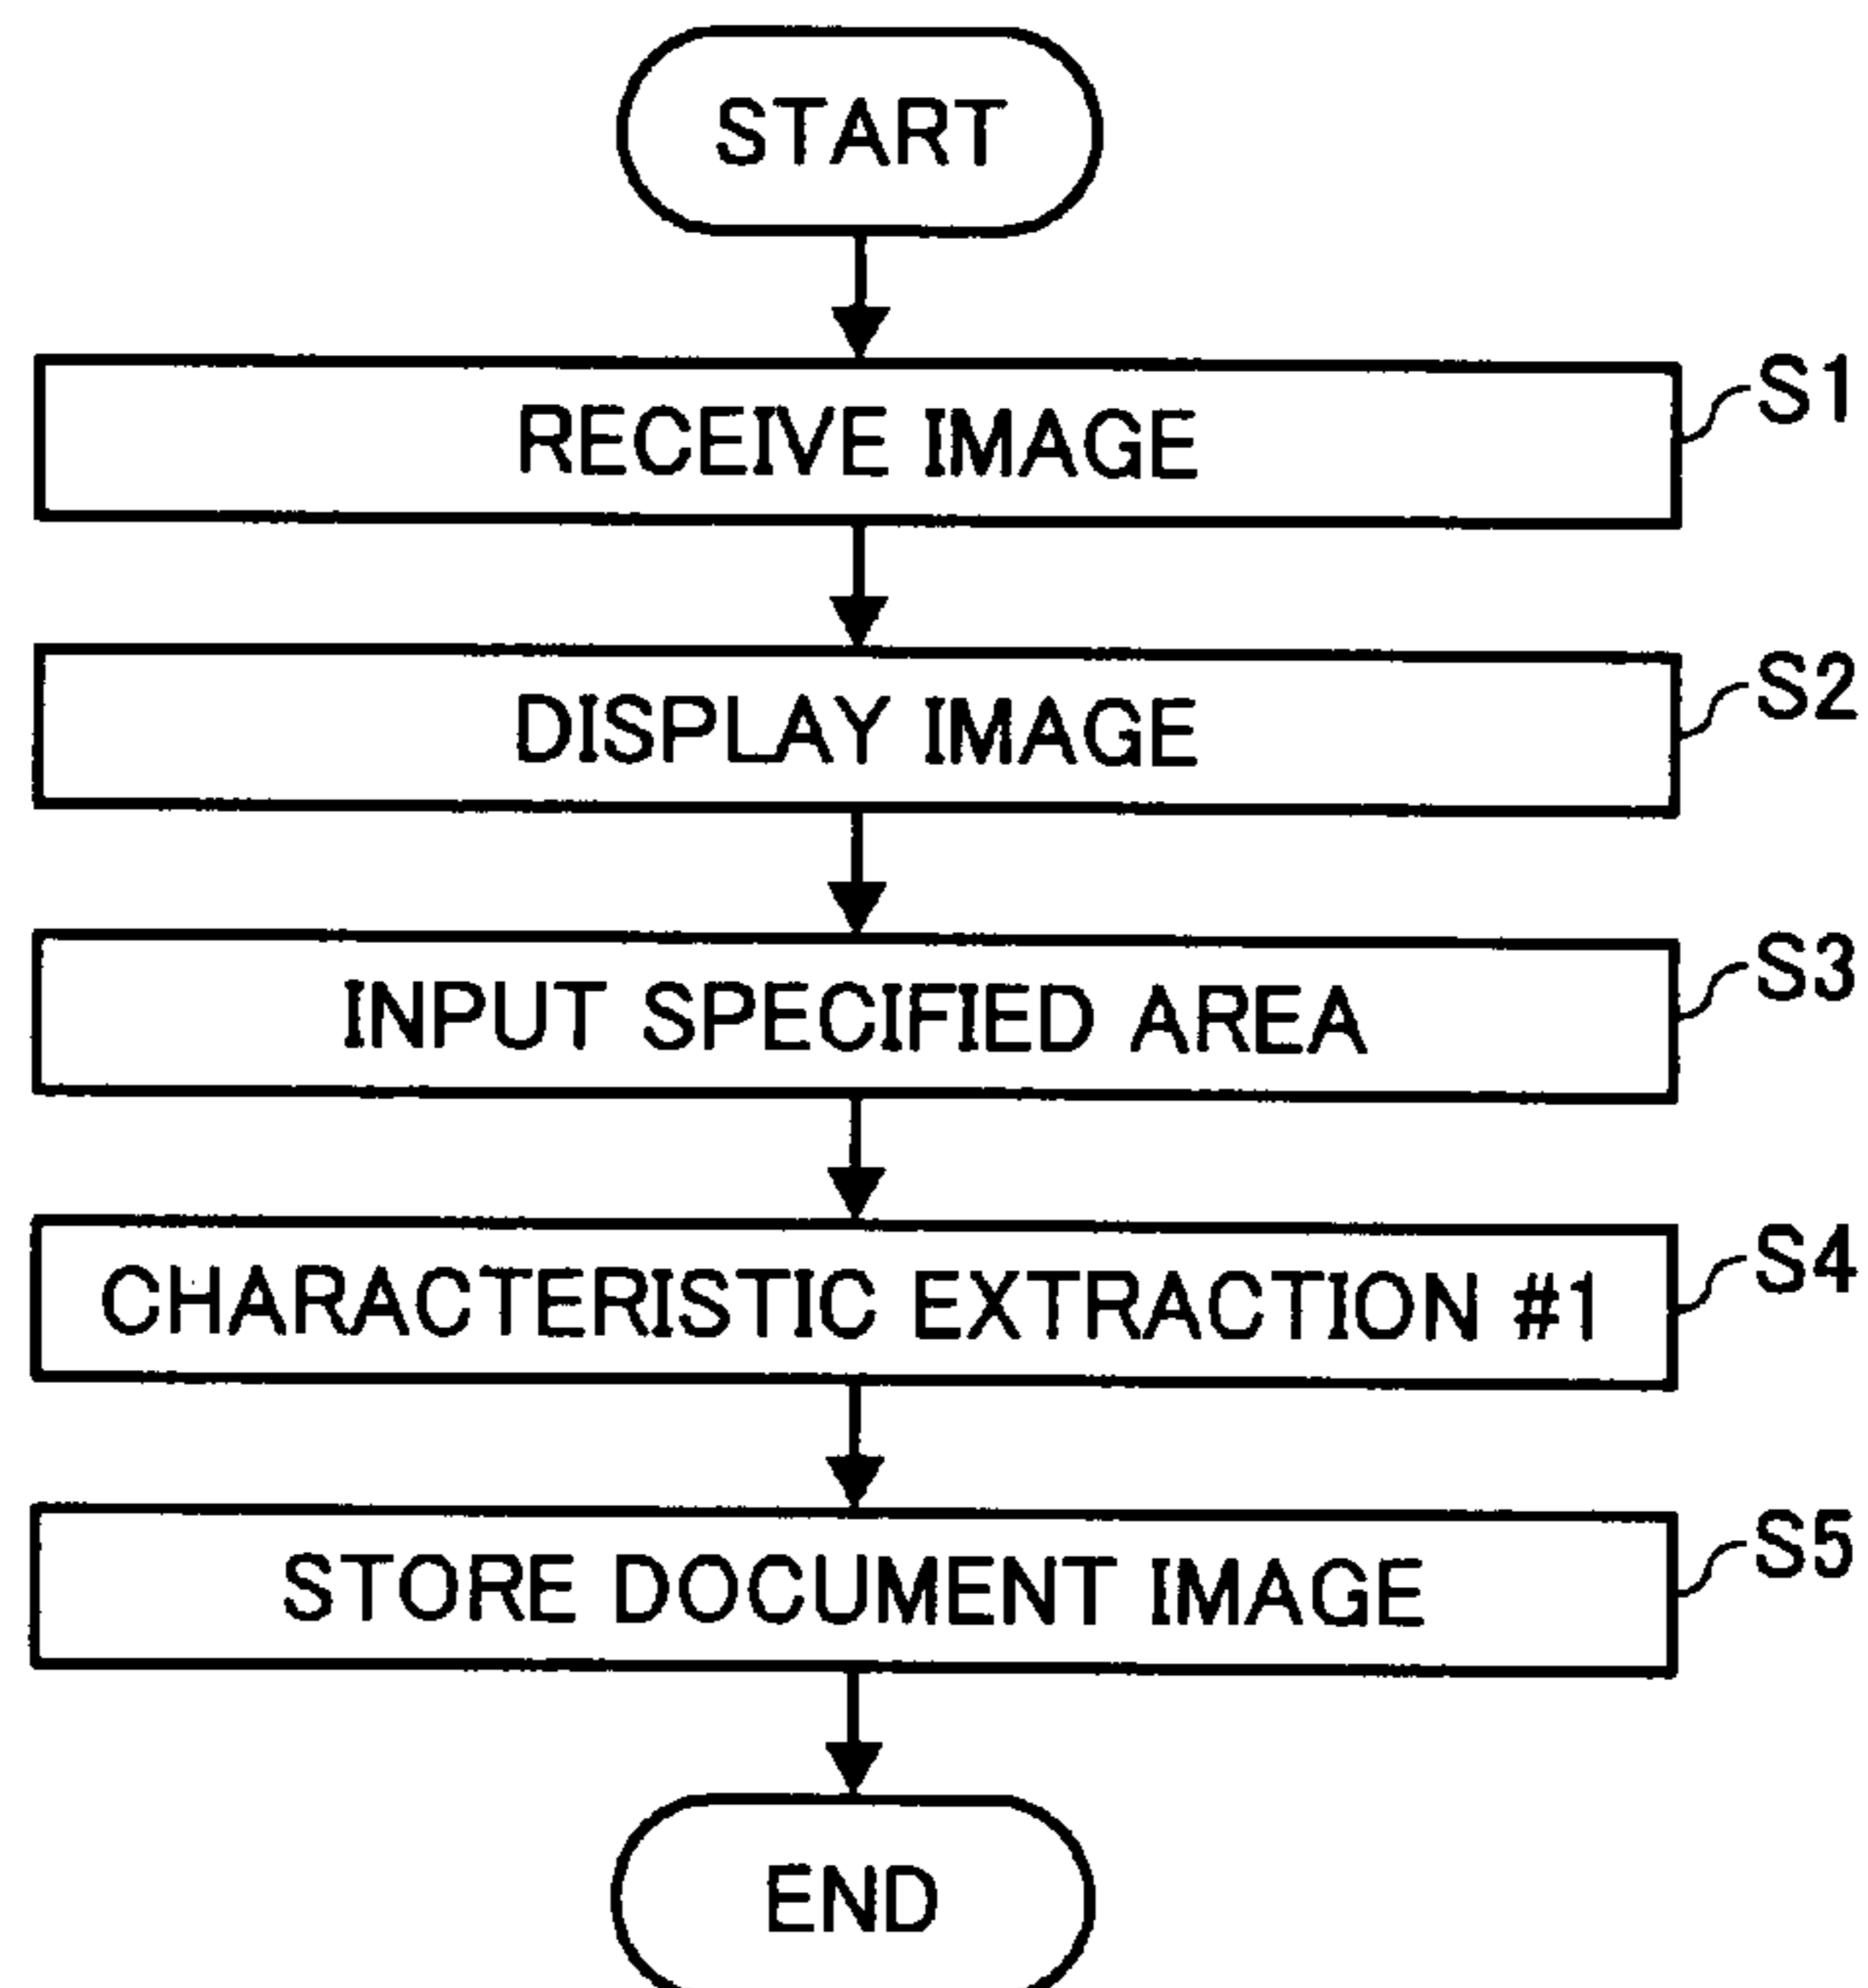 START
RECEIVE IMAGE
S1
DISPLAY IMAGE
S2
INPUT SPECIFIED AREA
S3
CHARACTERISTIC EXTRACTION #1
S4
STORE DOCUMENT IMAGE
S5
END